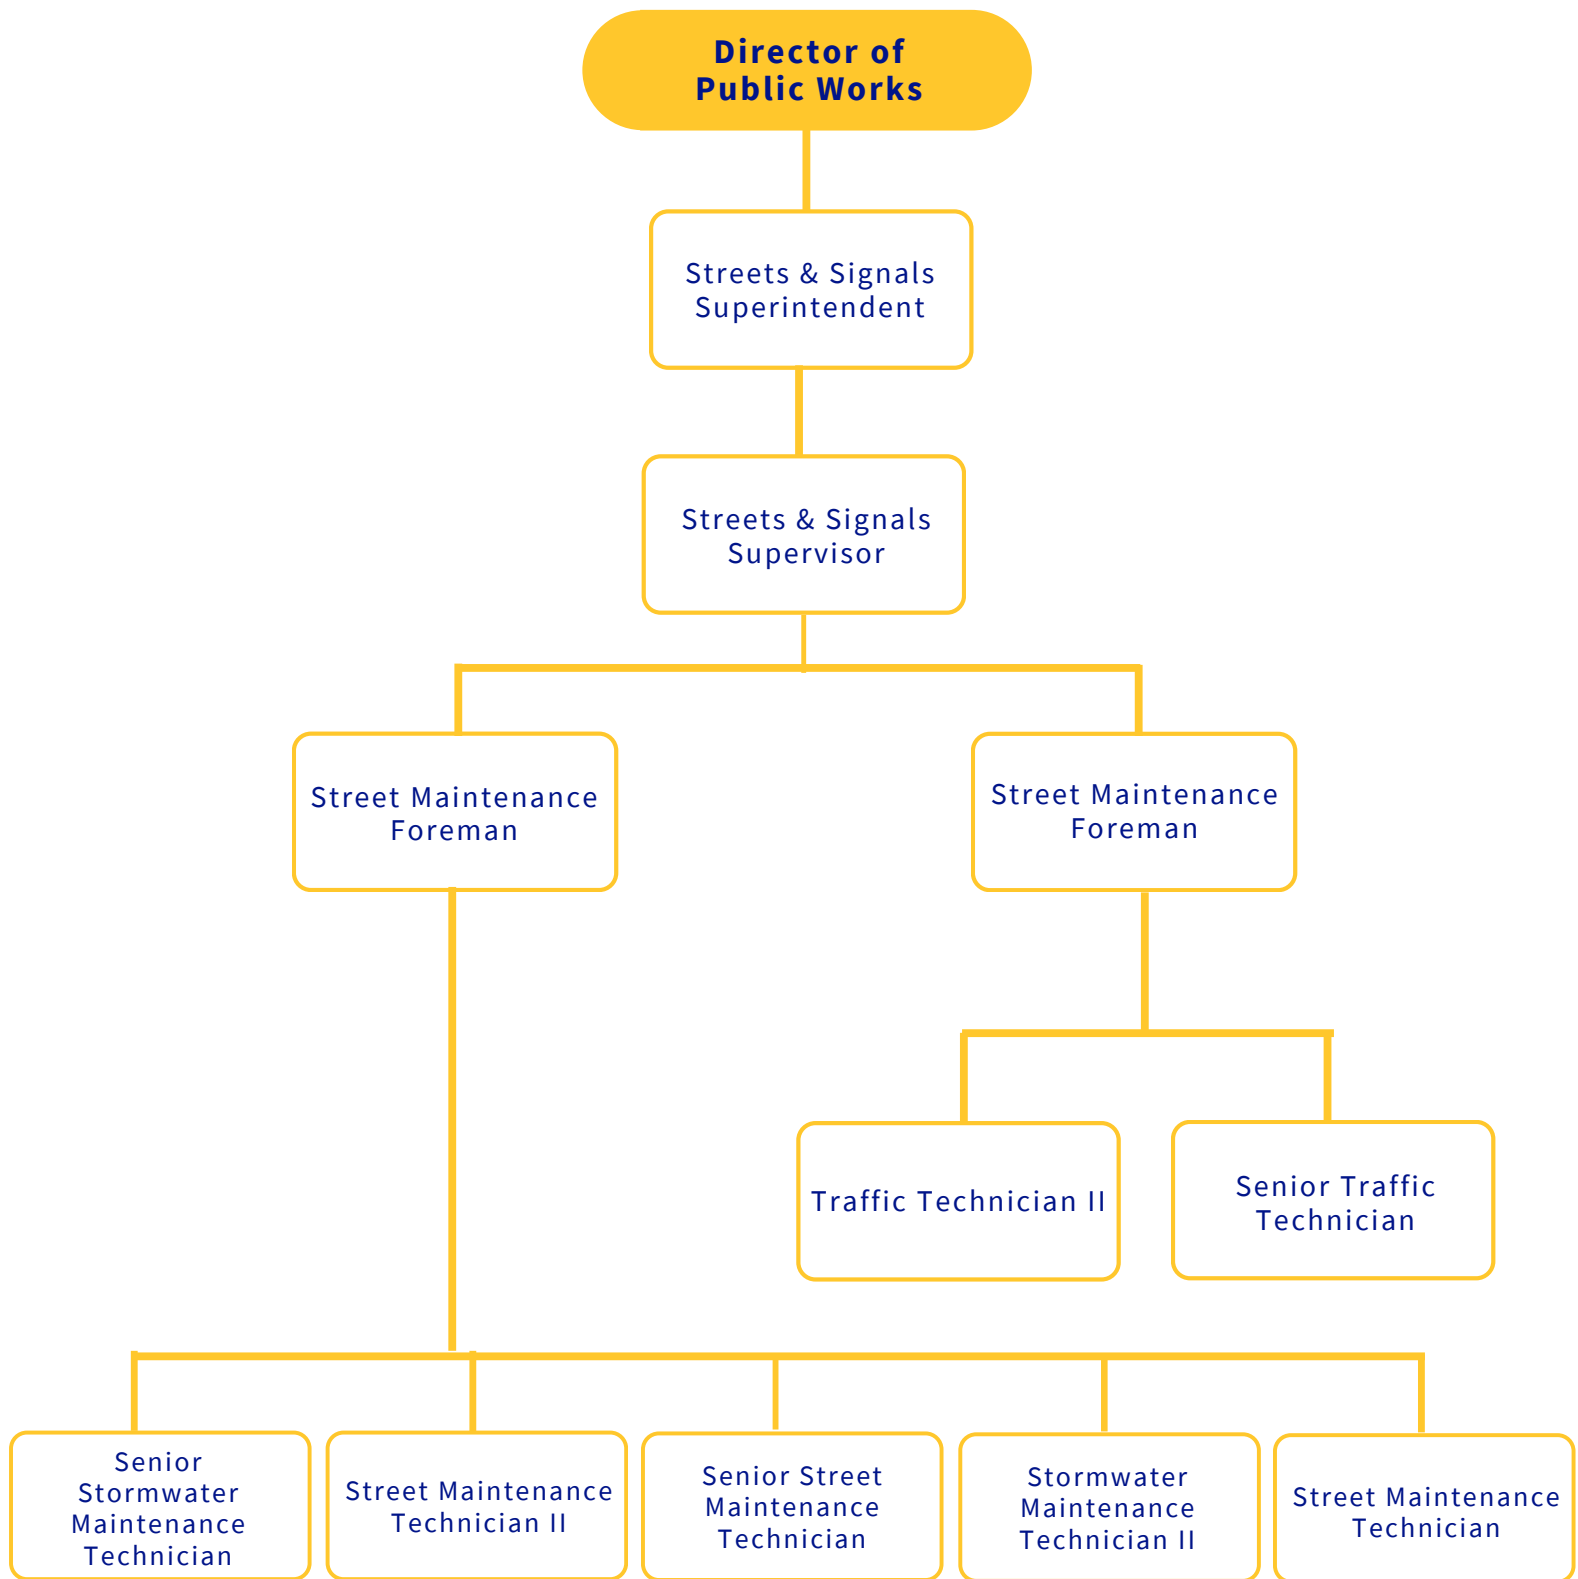 Director of
Public Works
Streets & Signals
Superintendent
Streets & Signals
Supervisor
Street Maintenance
Foreman
Street Maintenance
Foreman
Traffic Technician II
Senior Traffic
Technician
Senior
Stormwater
Maintenance
Technician
Street Maintenance
Technician II
Senior Street
Maintenance
Technician
Stormwater
Maintenance
Technician II
Street Maintenance
Technician